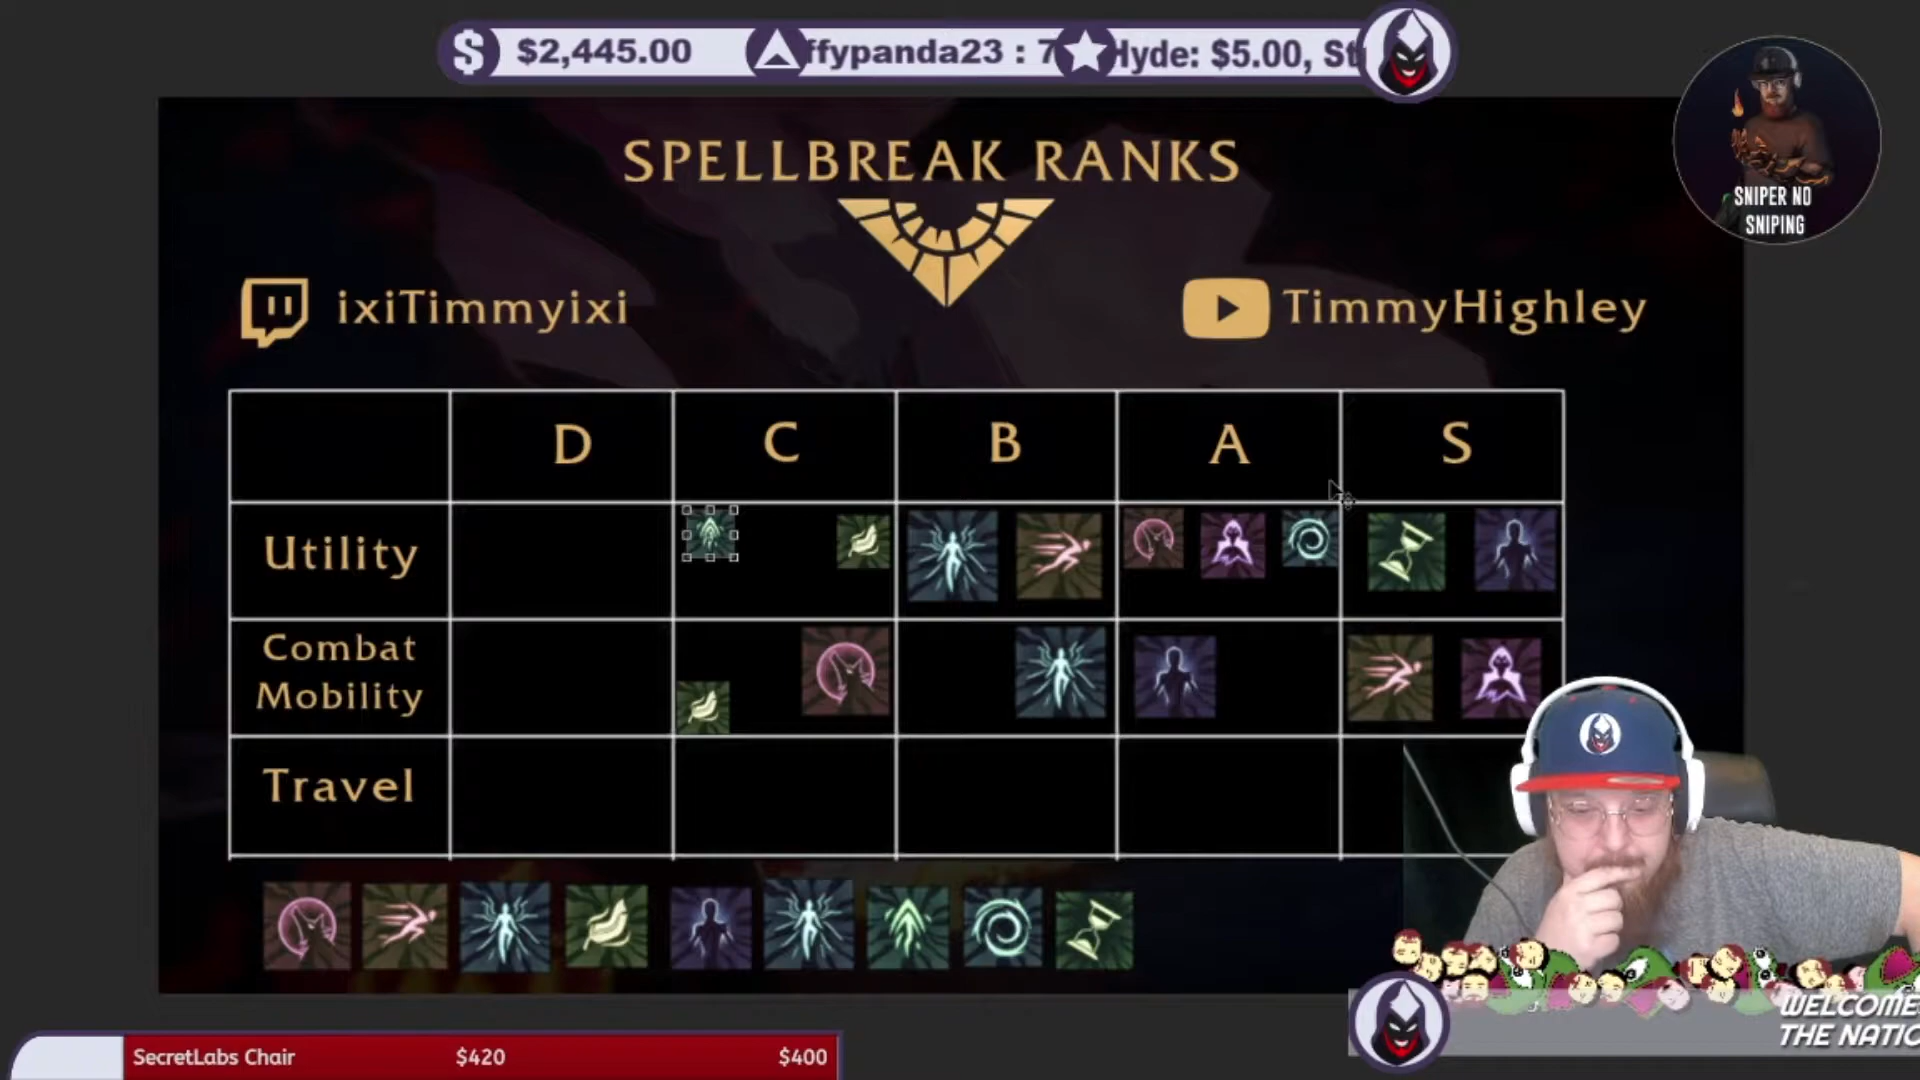 $2,445.00
ffypanda23 : 7
Hyde: $5.00, St
SNIPER NO
SNIPING
SPELLBREAK RANKS
ixiTimmyixi
TimmyHighley
D
C
B
A
S
Utility
Combat
Mobility
Travel
WELCOME
THE NATIO
SecretLabs Chair
$420
$400